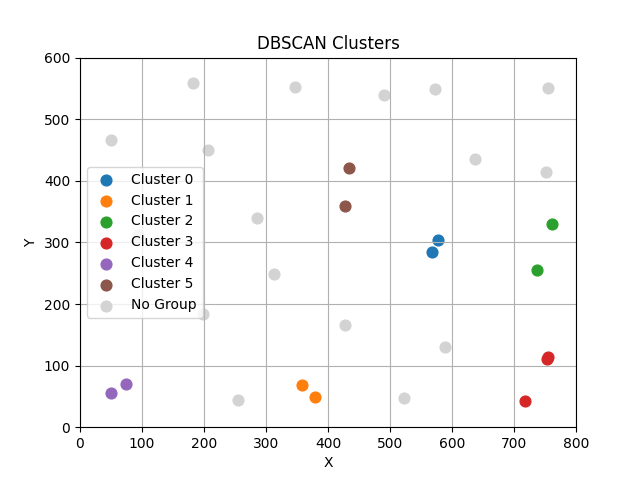 DBSCAN Clusters
600
500
400
300
200
100
0
Y
Cluster 0
Cluster 1
Cluster 2
Cluster 3
Cluster 4
Cluster 5
No Group
0 100 200 300 400 500 600 700 800
X